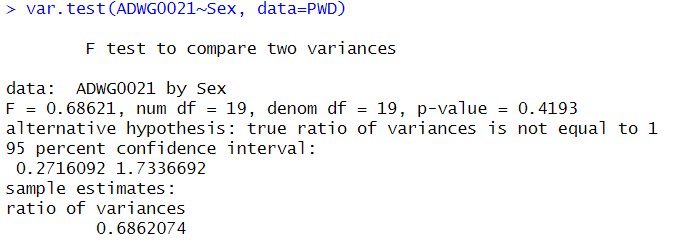 > var.test(ADWG0021~Sex, data=PWD)
F test to compare two variances
data:  ADWG0021 by Sex
F = 0.68621, num df = 19, denom df = 19, p-value = 0.4193
alternative hypothesis: true ratio of variances is not equal to 1
95 percent confidence interval:
0.2716092 1.7336692
sample estimates:
ratio of variances
0.6862074